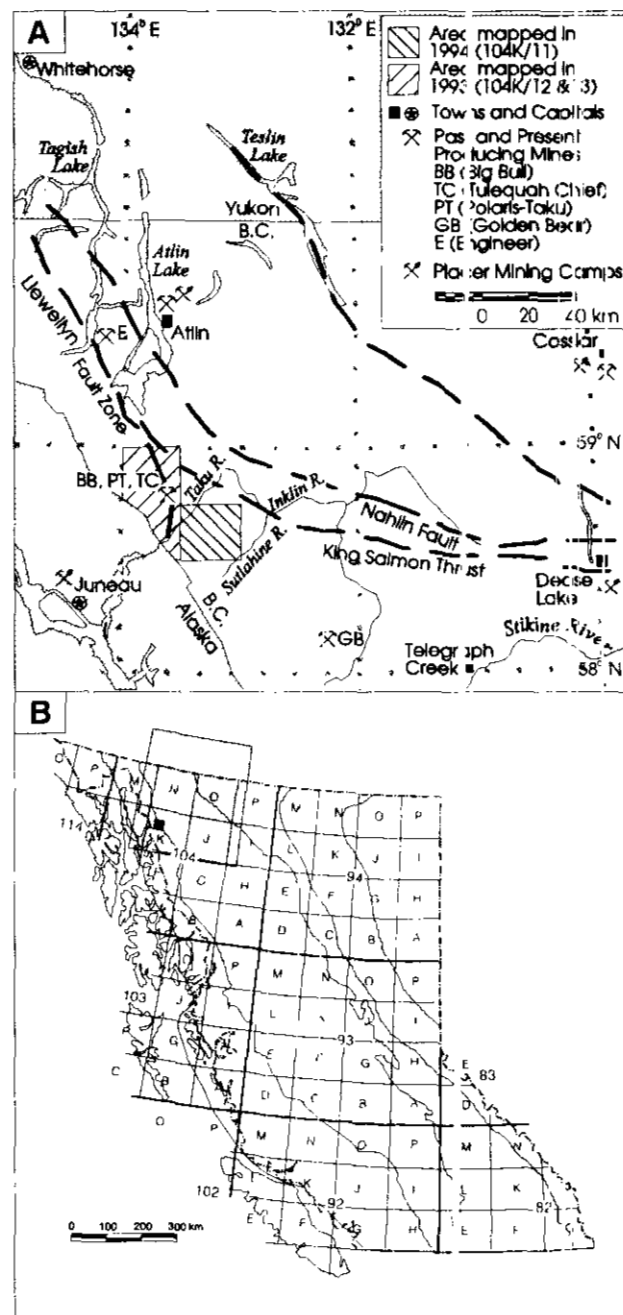 A
134° E
132° E
Whitehorse
Tagish
Lake
Teslin
Lake
Yukon
B.C.
Atlin
Lake
Atlin
E
Llewellyn
Fault Zone
BB, PT, TC
Taku R.
Inklin R.
Sutlahine R.
Nahlin Fault
King Salmon Thrust
Juneau
B.C.
Alaska
GB
Telegraph
Creek
Dease
Lake
Stikine River
Cassiar
59° N
58° N
Area mapped in
1994 (104K/11)
Area mapped in
1993 (104K/12 & 13)
Towns and Capitals
Past and Present
Producing Mines
BB (Big Bull)
TC (Tulequah Chief)
PT (Polaris-Taku)
GB (Golden Bear)
E (Engineer)
Placer Mining Camps
0 20 40 km
B
O P M N O P M N O P
114 K J L K J I
104 94
G H E F G H
B A D C B A
O P M N O P
103 J L I
93
G E G H E 83
C B D C B A D
O P M N O P M N
102 K J I L K
92 82
E F G H E F
0 100 200 300 km